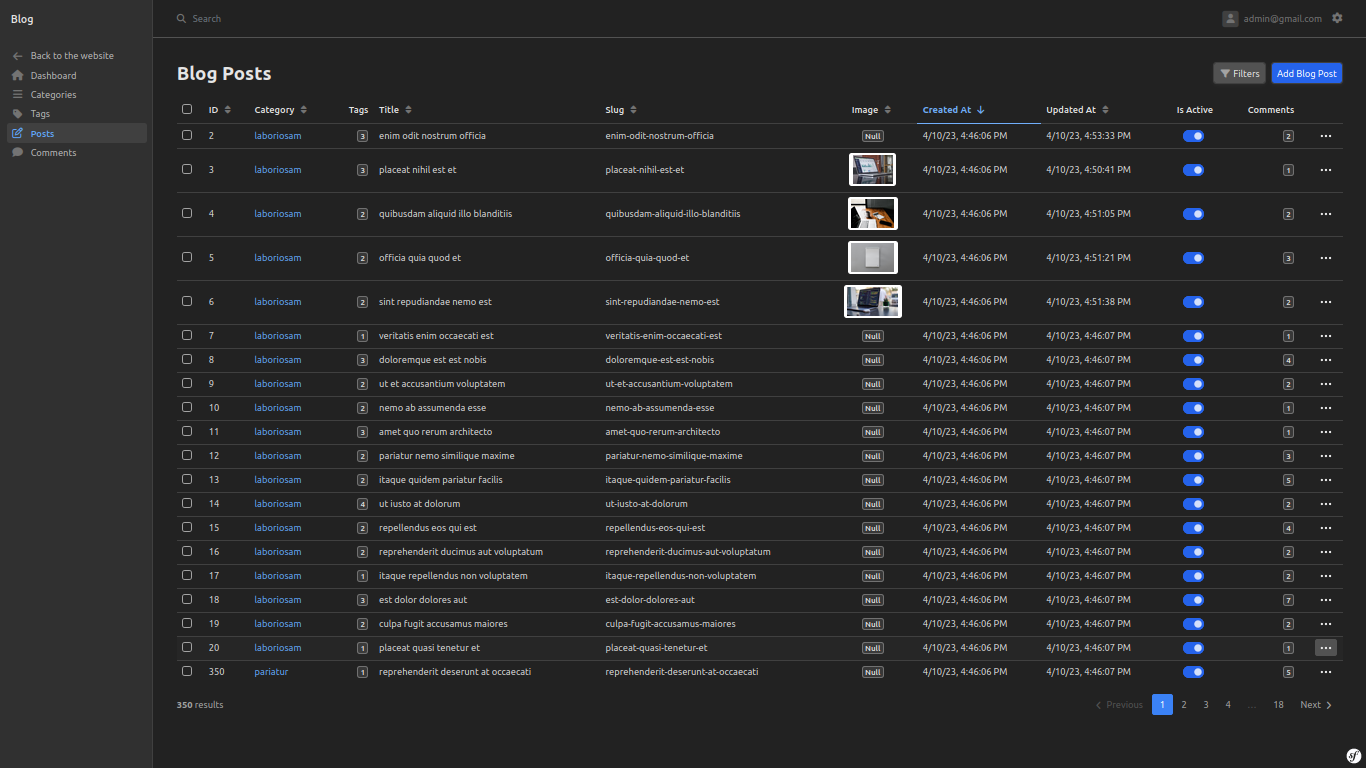 Blog
Search
admin@gmail.com
Back to the website
Dashboard
Categories
Tags
Posts
Comments
Blog Posts
Filters
Add Blog Post
ID Category Tags Title Slug Image Created At Updated At Is Active Comments
2 laboriosam 3 enim odit nostrum officia enim-odit-nostrum-officia Null 4/10/23, 4:46:06 PM 4/10/23, 4:53:33 PM 2
3 laboriosam 3 placeat nihil est et placeat-nihil-est-et 4/10/23, 4:46:06 PM 4/10/23, 4:50:41 PM 1
4 laboriosam 2 quibusdam aliquid illo blanditiis quibusdam-aliquid-illo-blanditiis 4/10/23, 4:46:06 PM 4/10/23, 4:51:05 PM 2
5 laboriosam 2 officia quia quod et officia-quia-quod-et 4/10/23, 4:46:06 PM 4/10/23, 4:51:21 PM 3
6 laboriosam 2 sint repudiandae nemo est sint-repudiandae-nemo-est 4/10/23, 4:46:06 PM 4/10/23, 4:51:38 PM 2
7 laboriosam 1 veritatis enim occaecati est veritatis-enim-occaecati-est Null 4/10/23, 4:46:06 PM 4/10/23, 4:46:07 PM 1
8 laboriosam 3 doloremque est est nobis doloremque-est-est-nobis Null 4/10/23, 4:46:06 PM 4/10/23, 4:46:07 PM 4
9 laboriosam 2 ut et accusantium voluptatem ut-et-accusantium-voluptatem Null 4/10/23, 4:46:06 PM 4/10/23, 4:46:07 PM 2
10 laboriosam 2 nemo ab assumenda esse nemo-ab-assumenda-esse Null 4/10/23, 4:46:06 PM 4/10/23, 4:46:07 PM 1
11 laboriosam 3 amet quo rerum architecto amet-quo-rerum-architecto Null 4/10/23, 4:46:06 PM 4/10/23, 4:46:07 PM 1
12 laboriosam 2 pariatur nemo similique maxime pariatur-nemo-similique-maxime Null 4/10/23, 4:46:06 PM 4/10/23, 4:46:07 PM 3
13 laboriosam 2 itaque quidem pariatur facilis itaque-quidem-pariatur-facilis Null 4/10/23, 4:46:06 PM 4/10/23, 4:46:07 PM 5
14 laboriosam 4 ut iusto at dolorum ut-iusto-at-dolorum Null 4/10/23, 4:46:06 PM 4/10/23, 4:46:07 PM 2
15 laboriosam 2 repellendus eos qui est repellendus-eos-qui-est Null 4/10/23, 4:46:06 PM 4/10/23, 4:46:07 PM 4
16 laboriosam 2 reprehenderit ducimus aut voluptatum reprehenderit-ducimus-aut-voluptatum Null 4/10/23, 4:46:06 PM 4/10/23, 4:46:07 PM 2
17 laboriosam 1 itaque repellendus non voluptatem itaque-repellendus-non-voluptatem Null 4/10/23, 4:46:06 PM 4/10/23, 4:46:07 PM 2
18 laboriosam 3 est dolor dolores aut est-dolor-dolores-aut Null 4/10/23, 4:46:06 PM 4/10/23, 4:46:07 PM 7
19 laboriosam 2 culpa fugit accusamus maiores culpa-fugit-accusamus-maiores Null 4/10/23, 4:46:06 PM 4/10/23, 4:46:07 PM 2
20 laboriosam 1 placeat quasi tenetur et placeat-quasi-tenetur-et Null 4/10/23, 4:46:06 PM 4/10/23, 4:46:07 PM 1
350 pariatur 1 reprehenderit deserunt at occaecati reprehenderit-deserunt-at-occaecati Null 4/10/23, 4:46:06 PM 4/10/23, 4:46:07 PM 5
350 results
Previous 1 2 3 4 ... 18 Next
sf